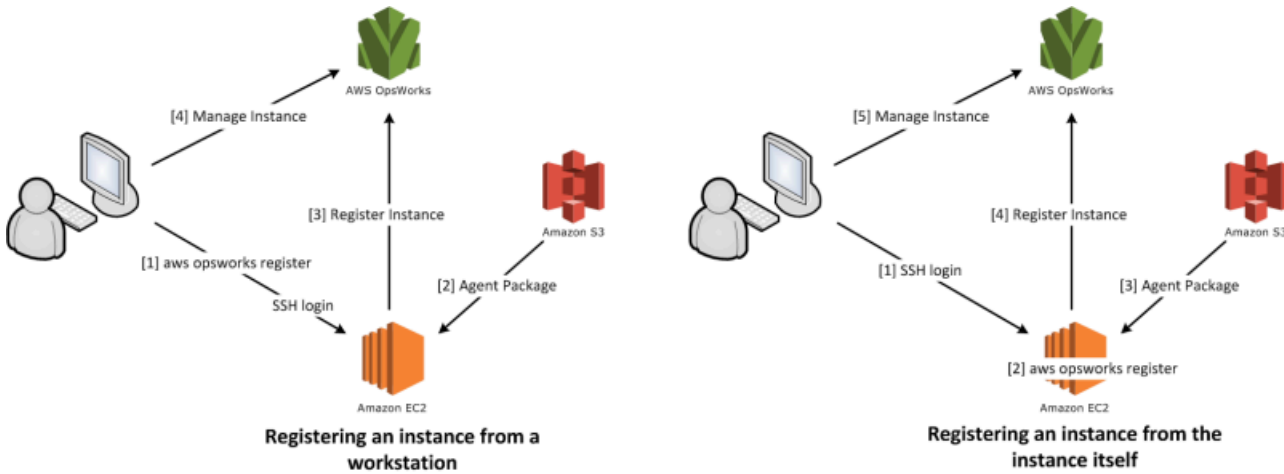 AWS OpsWorks
[4] Manage Instance
[3] Register Instance
Amazon S3
[1] aws opsworks register
[2] Agent Package
SSH login
Amazon EC2
Registering an instance from a
workstation
AWS OpsWorks
[5] Manage Instance
[4] Register Instance
Amazon S3
[1] SSH login
[3] Agent Package
[2] aws opsworks register
Amazon EC2
Registering an instance from the
instance itself